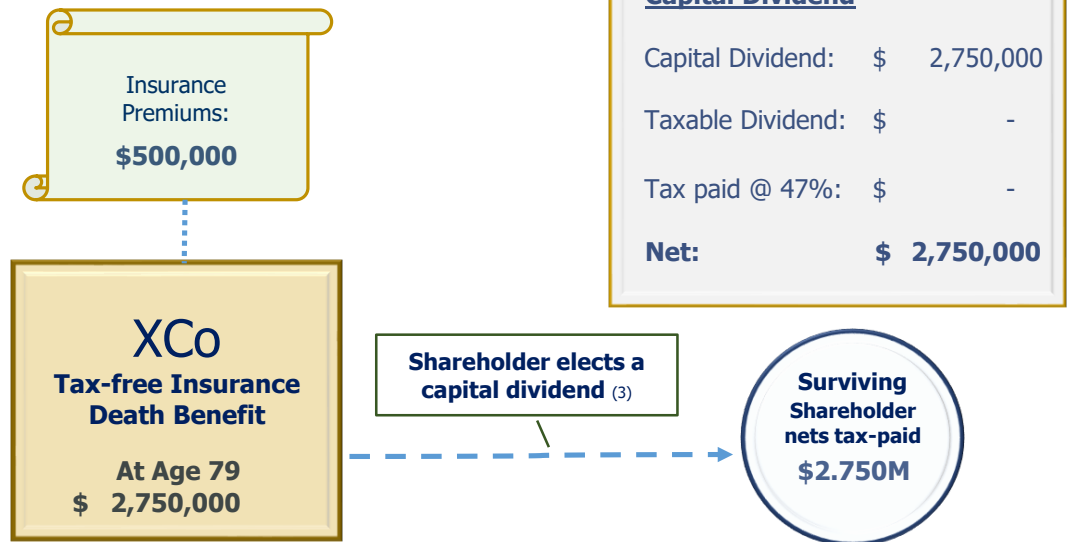 Capital Dividend
Capital Dividend: $ 2,750,000
Taxable Dividend: $ -
Tax paid @ 47%: $ -
Net: $ 2,750,000
Insurance
Premiums:
$500,000
XCo
Tax-free Insurance
Death Benefit
At Age 79
$ 2,750,000
Shareholder elects a
capital dividend (3)
Surviving
Shareholder
nets tax-paid
$2.750M